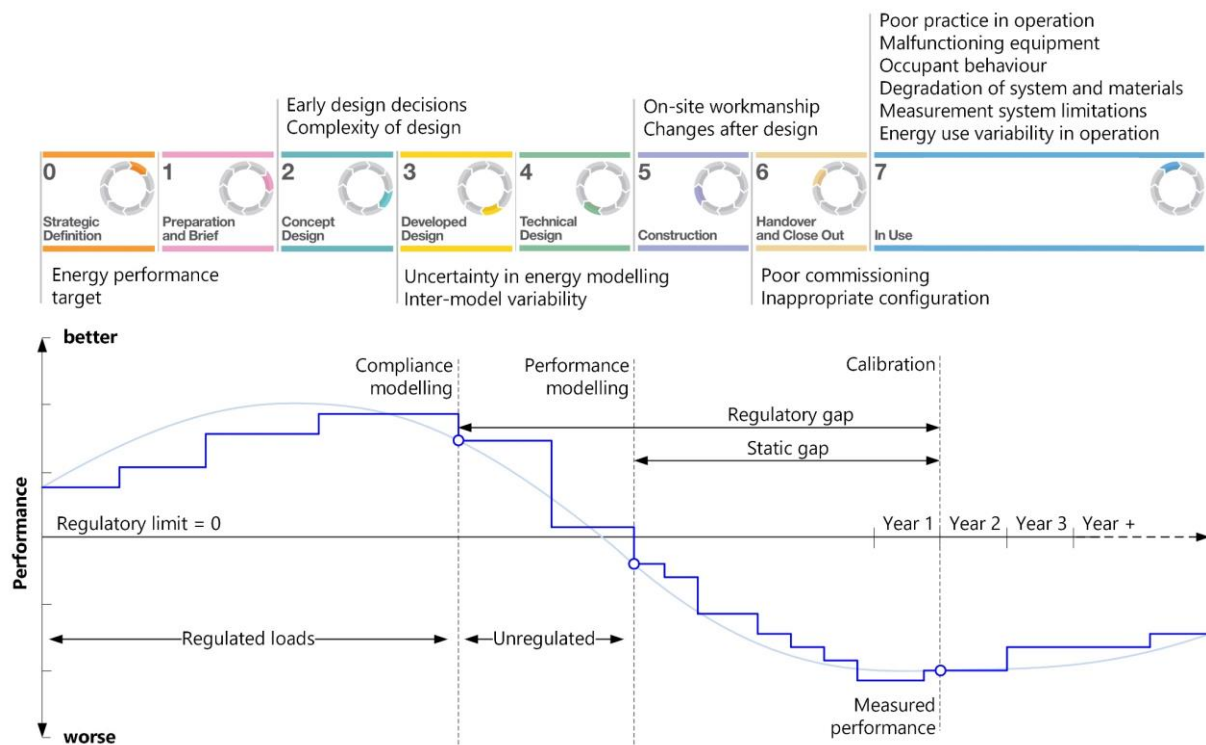 Poor practice in operation
Malfunctioning equipment
Occupant behaviour
Degradation of system and materials
Measurement system limitations
Energy use variability in operation
Early design decisions
Complexity of design
On-site workmanship
Changes after design
0
Strategic
Definition
1
Preparation
and Brief
2
Concept
Design
3
Developed
Design
4
Technical
Design
5
Construction
6
Handover
and Close Out
7
In Use
Energy performance
target
Uncertainty in energy modelling
Inter-model variability
Poor commissioning
Inappropriate configuration
better
Performance
worse
Compliance
modelling
Performance
modelling
Calibration
Regulatory gap
Static gap
Regulatory limit = 0
Year 1
Year 2
Year 3
Year +
Regulated loads
Unregulated
Measured
performance